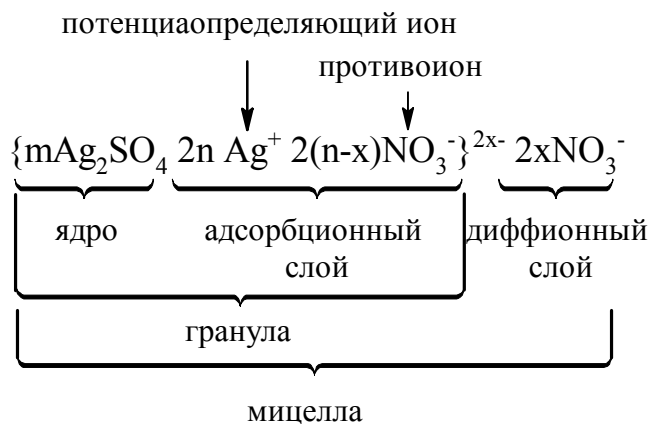 потенциаопределяющий ион
противоион
{mAg₂SO₄ 2n Ag⁺ 2(n-x)NO₃⁻}²ˣ⁻ 2xNO₃⁻
ядро адсорбционный диффионный
слой слой
гранула
мицелла